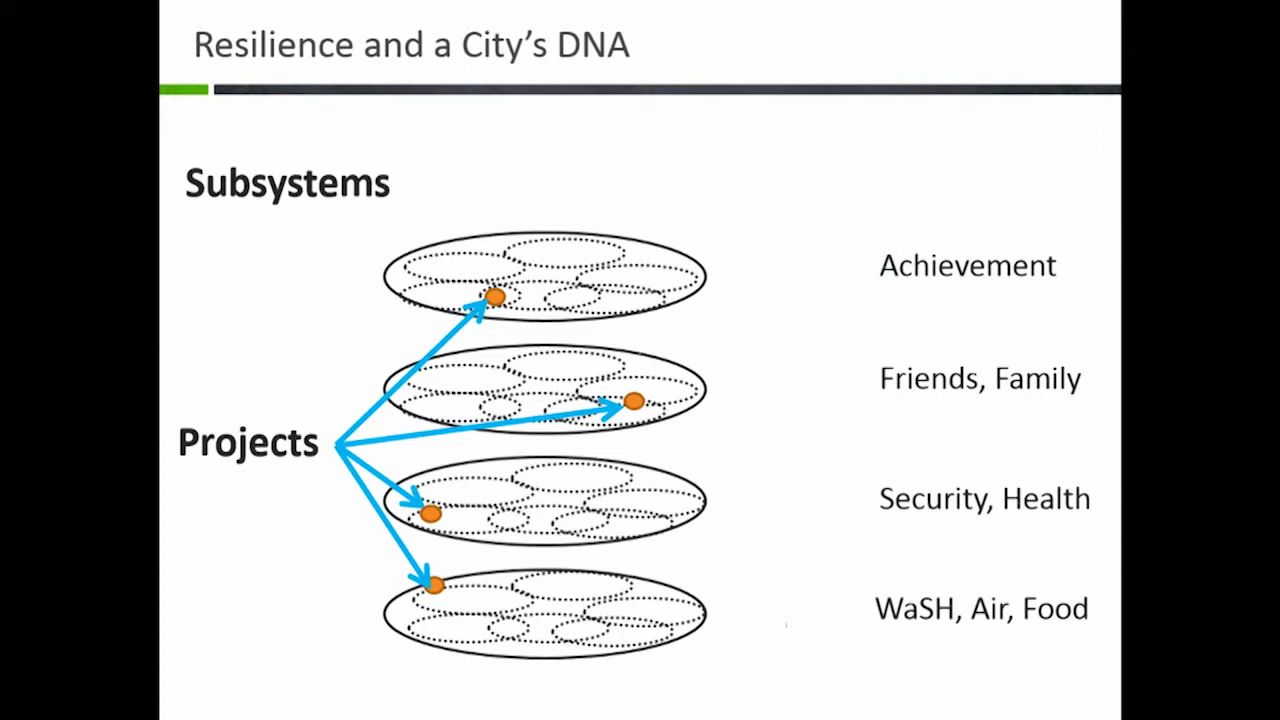 Resilience and a City’s DNA
Subsystems
Achievement
Friends, Family
Projects
Security, Health
WaSH, Air, Food